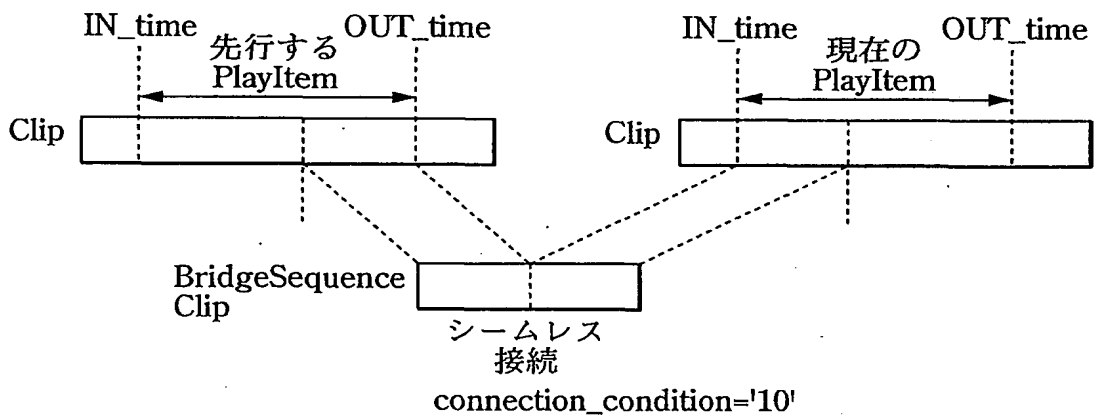 IN_time
OUT_time
IN_time
OUT_time
先行する
PlayItem
現在の
PlayItem
Clip
Clip
BridgeSequence
Clip
シームレス
接続
connection_condition='10'